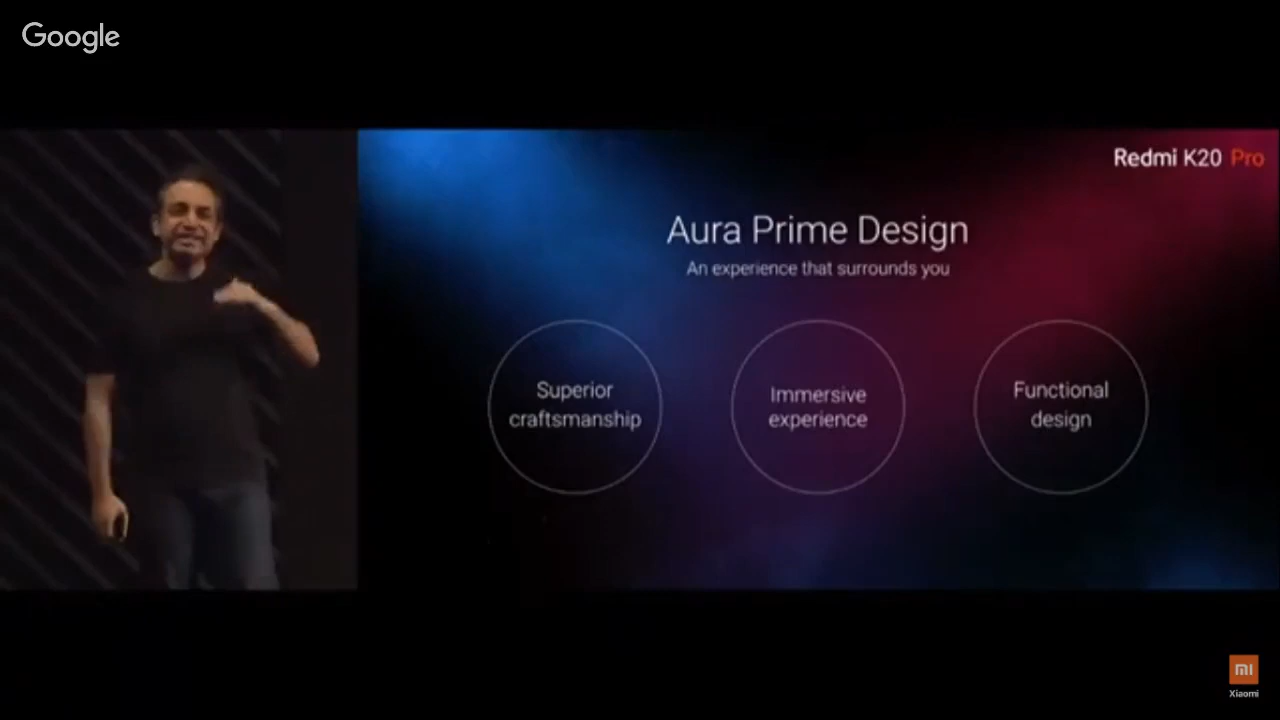 Google
Redmi K20 Pro
Aura Prime Design
An experience that surrounds you
Superior
craftsmanship
Immersive
experience
Functional
design
mi
Xiaomi